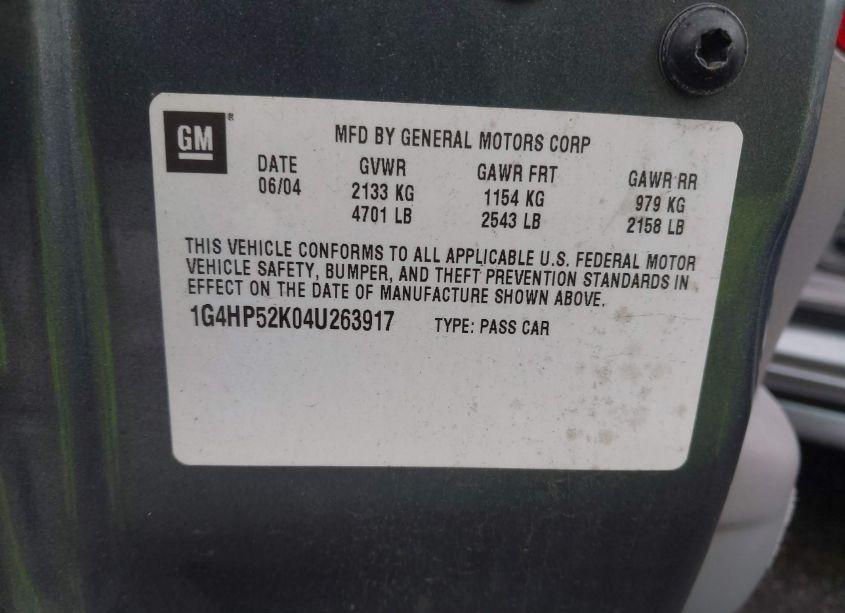 GM ®
MFD BY GENERAL MOTORS CORP
DATE GVWR GAWR FRT GAWR RR
06/04 2133 KG 1154 KG 979 KG
4701 LB 2543 LB 2158 LB
THIS VEHICLE CONFORMS TO ALL APPLICABLE U.S. FEDERAL MOTOR
VEHICLE SAFETY, BUMPER, AND THEFT PREVENTION STANDARDS IN
EFFECT ON THE DATE OF MANUFACTURE SHOWN ABOVE.
1G4HP52K04U263917 TYPE: PASS CAR